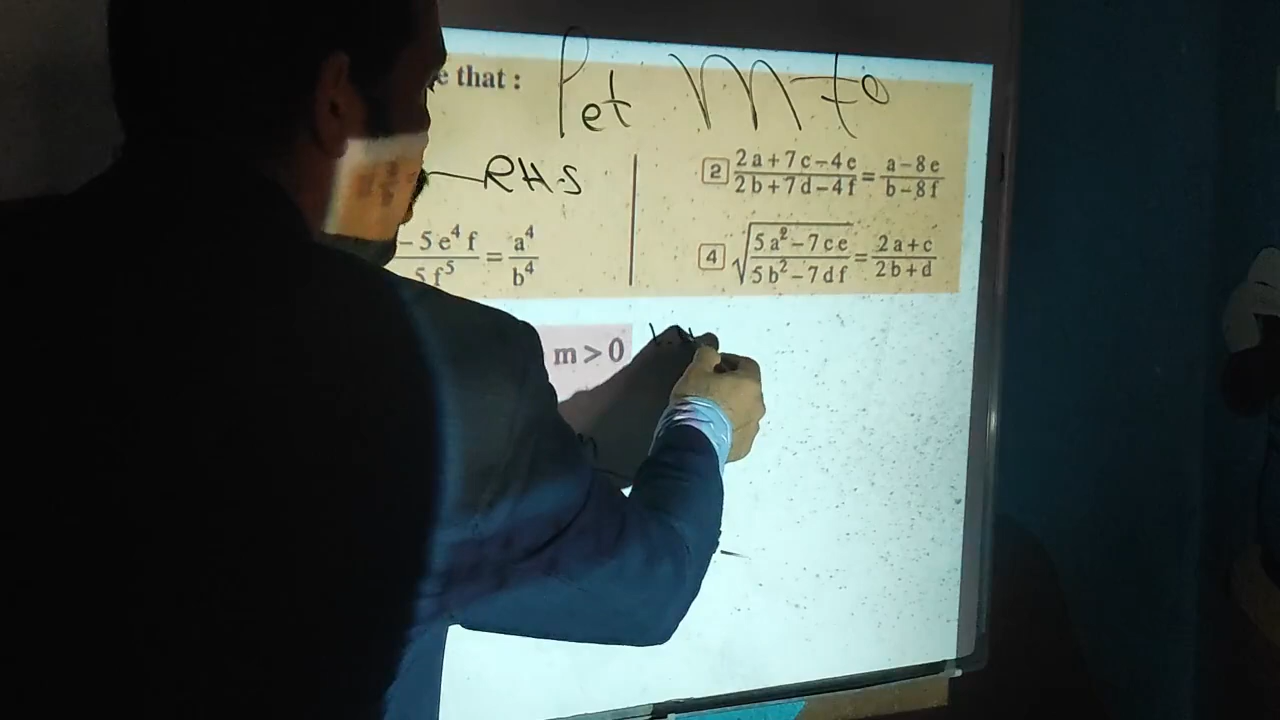 e that : Let m ≠ 0
RHS
2 (2a+7c-4e)/(2b+7d-4f) = (a-8e)/(b-8f)
-5e⁴f / 5f⁵ = a⁴/b⁴
4 √((5a²-7ce)/(5b²-7df)) = (2a+c)/(2b+d)
m > 0